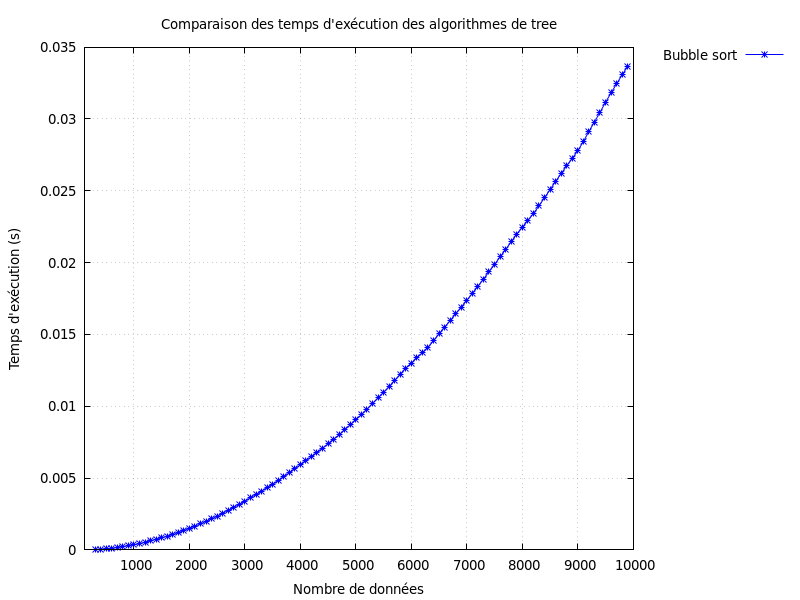 Comparaison des temps d'exécution des algorithmes de tree
Bubble sort
0.035
0.03
0.025
0.02
0.015
0.01
0.005
0
Temps d'exécution (s)
1000 2000 3000 4000 5000 6000 7000 8000 9000 10000
Nombre de données